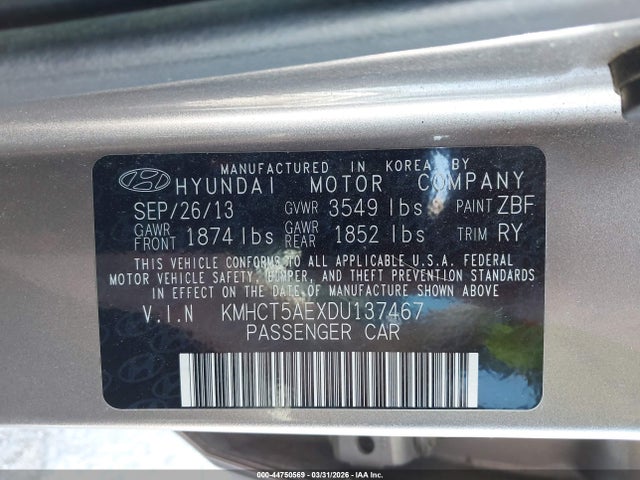 MANUFACTURED IN KOREA BY
HYUNDAI MOTOR COMPANY
SEP/26/13 GVWR 3549 lbs PAINT ZBF
GAWR FRONT 1874 lbs GAWR REAR 1852 lbs TRIM RY
THIS VEHICLE CONFORMS TO ALL APPLICABLE U.S.A. FEDERAL
MOTOR VEHICLE SAFETY, BUMPER, AND THEFT PREVENTION STANDARDS
IN EFFECT ON THE DATE OF MANUFACTURE SHOWN ABOVE.
V.I.N KMHCT5AEXDU137467
PASSENGER CAR
000-44750569 - 03/31/2026 - IAA Inc.